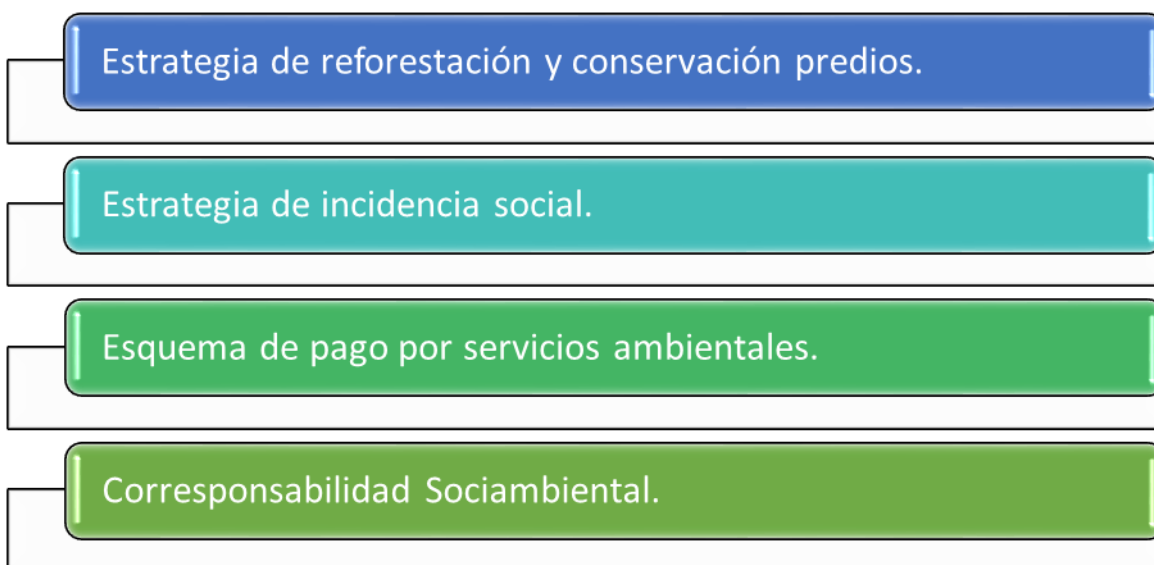 Estrategia de reforestación y conservación predios.
Estrategia de incidencia social.
Esquema de pago por servicios ambientales.
Corresponsabilidad Sociambiental.